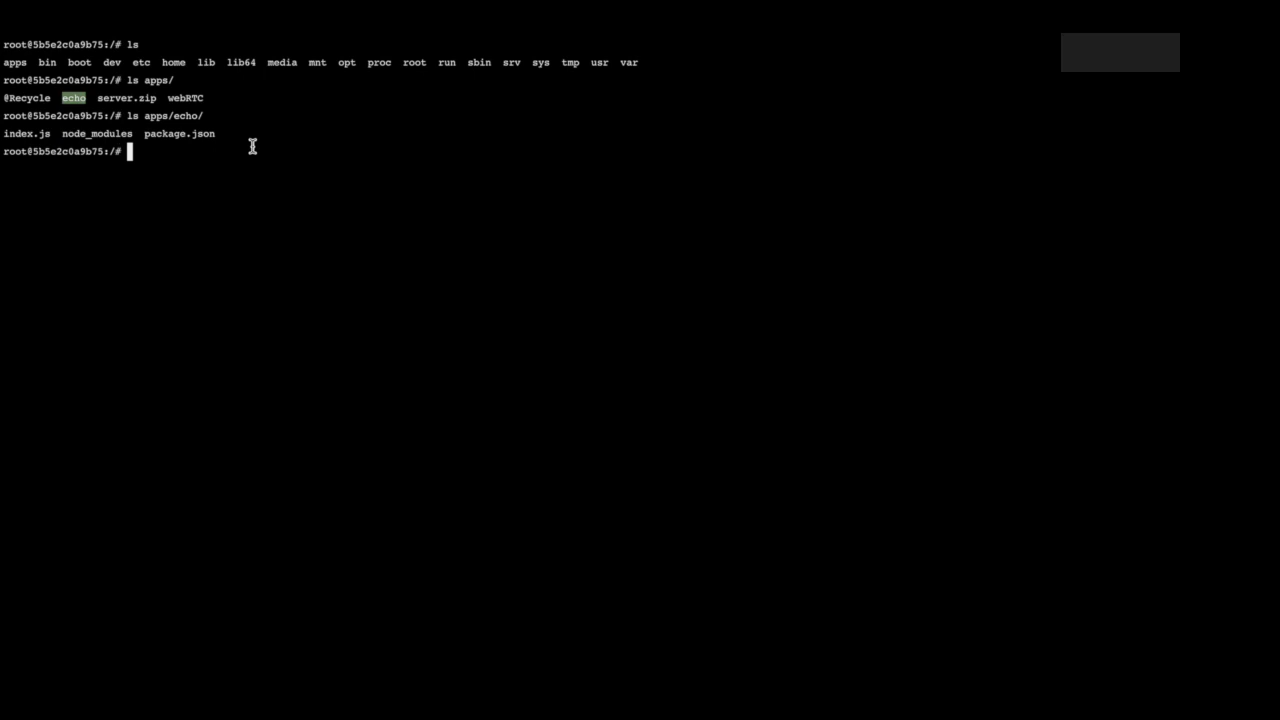 root@5b5e2c0a9b75:/# ls
apps bin boot dev etc home lib lib64 media mnt opt proc root run sbin srv sys tmp usr var
root@5b5e2c0a9b75:/# ls apps/
@Recycle echo server.zip webRTC
root@5b5e2c0a9b75:/# ls apps/echo/
index.js node_modules package.json
root@5b5e2c0a9b75:/#